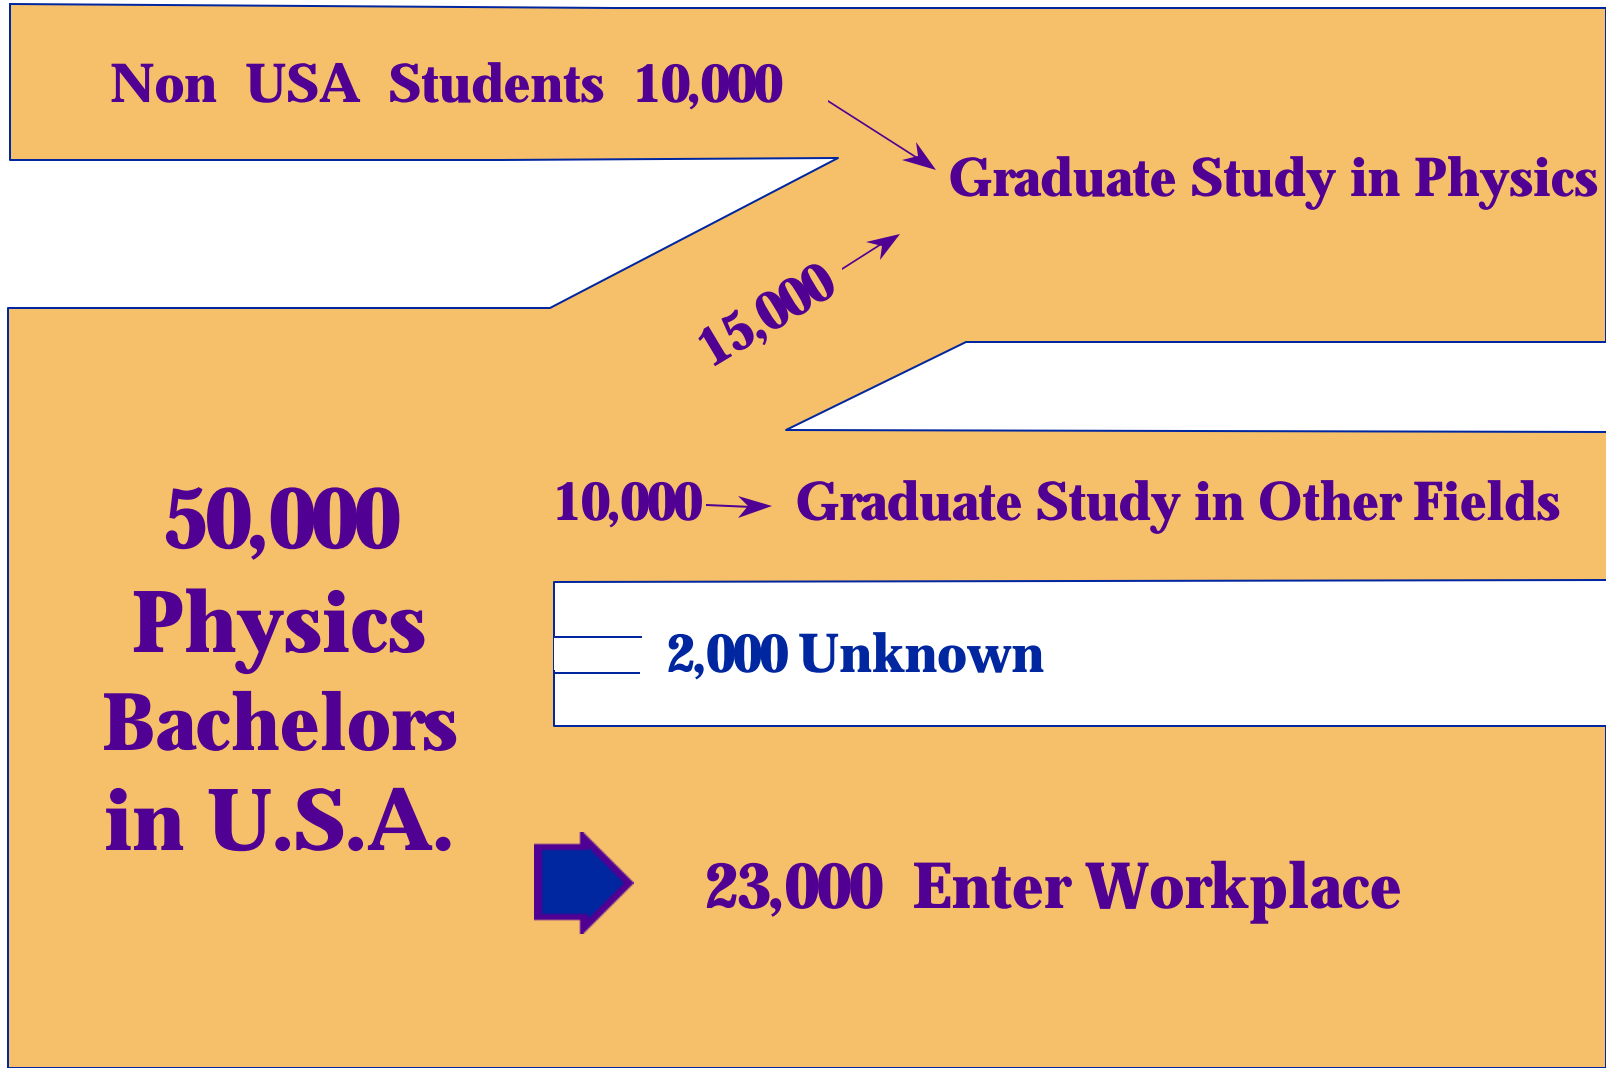 Non USA Students 10,000
Graduate Study in Physics
15,000
10,000 Graduate Study in Other Fields
50,000
Physics
Bachelors
in U.S.A.
2,000 Unknown
23,000 Enter Workplace